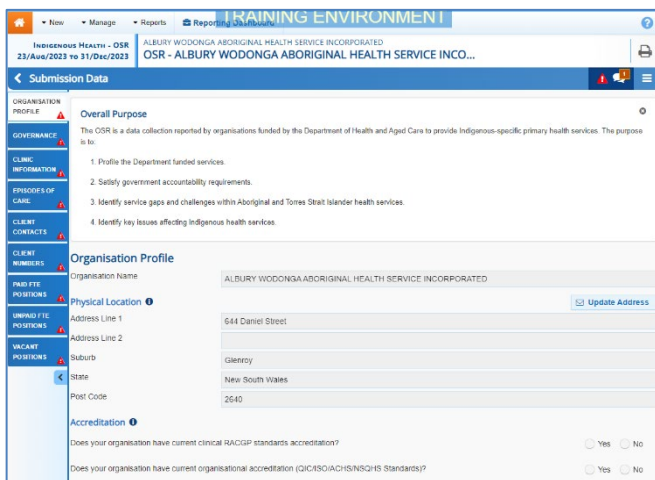 TRAINING ENVIRONMENT
New
Manage
Reports
Reporting Dashboard
INDIGENOUS HEALTH - OSR
23/Aug/2023 TO 31/Dec/2023
ALBURY WODONGA ABORIGINAL HEALTH SERVICE INCORPORATED
OSR - ALBURY WODONGA ABORIGINAL HEALTH SERVICE INCO...
Submission Data
1
ORGANISATION
PROFILE
GOVERNANCE
CLINIC
INFORMATION
EPISODES OF
CARE
CLIENT
CONTACTS
CLIENT
NUMBERS
PAID FTE
POSITIONS
UNPAID FTE
POSITIONS
VACANT
POSITIONS
Overall Purpose
The OSR is a data collection reported by organisations funded by the Department of Health and Aged Care to provide Indigenous-specific primary health services. The purpose
is to:
1. Profile the Department funded services.
2. Satisfy government accountability requirements.
3. Identify service gaps and challenges within Aboriginal and Torres Strait Islander health services.
4. Identify key issues affecting Indigenous health services.
Organisation Profile
Organisation Name
ALBURY WODONGA ABORIGINAL HEALTH SERVICE INCORPORATED
Physical Location
Update Address
Address Line 1
644 Daniel Street
Address Line 2
Suburb
Glenroy
State
New South Wales
Post Code
2640
Accreditation
Does your organisation have current clinical RACGP standards accreditation?
Yes No
Does your organisation have current organisational accreditation (QIC/ISO/ACHS/NSQHS Standards)?
Yes No